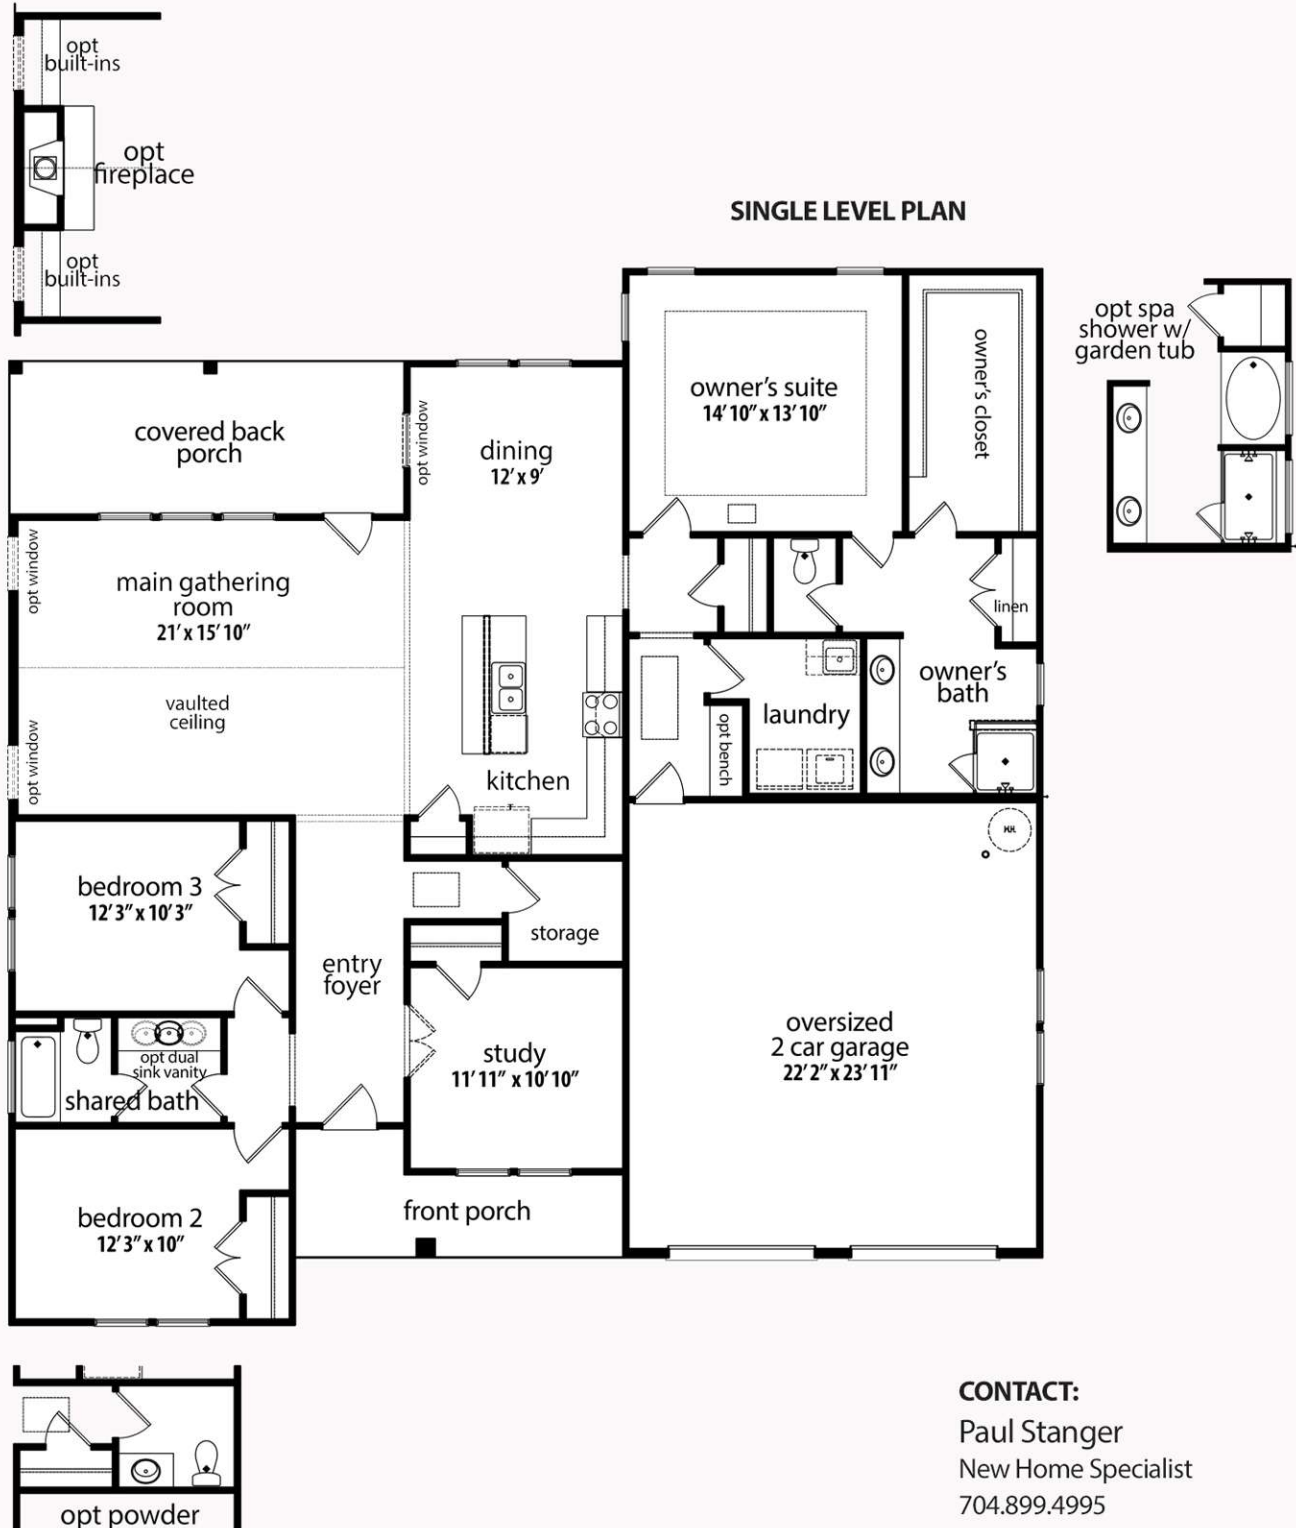 opt
built-ins
opt
fireplace
opt
built-ins
SINGLE LEVEL PLAN
opt spa
shower w/
garden tub
owner's suite
14' 10" x 13' 10"
owner's closet
covered back
porch
opt window
dining
12' x 9'
opt window
main gathering
room
21' x 15' 10"
linen
owner's
bath
vaulted
ceiling
laundry
opt window
opt bench
kitchen
W.H.
bedroom 3
12' 3" x 10' 3"
storage
entry
foyer
oversized
2 car garage
22' 2" x 23' 11"
opt dual
sink vanity
shared bath
study
11' 11" x 10' 10"
front porch
bedroom 2
12' 3" x 10"
CONTACT:
Paul Stanger
New Home Specialist
704.899.4995
opt powder